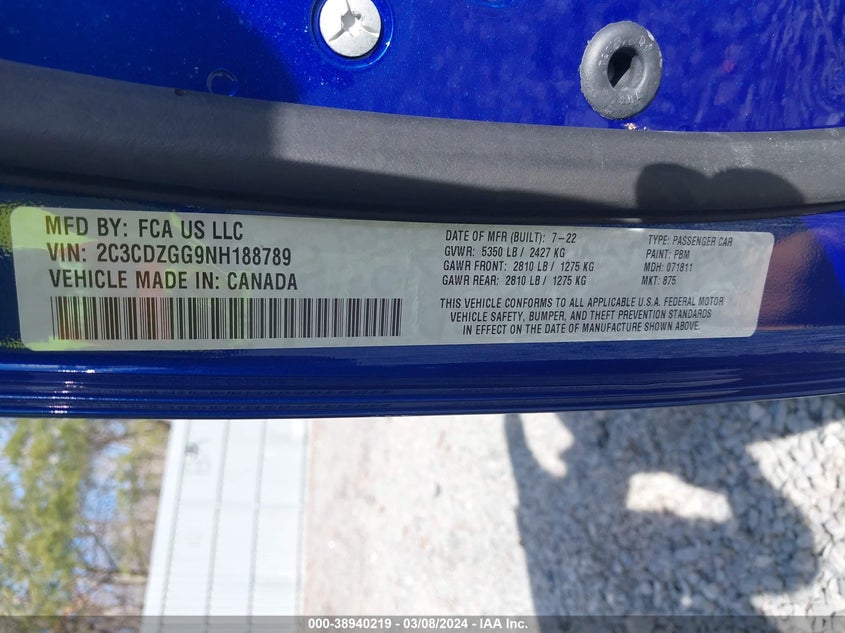 MFD BY: FCA US LLC
VIN: 2C3CDZGG9NH188789
VEHICLE MADE IN: CANADA
DATE OF MFR (BUILT): 7-22
GVWR: 5350 LB / 2427 KG
GAWR FRONT: 2810 LB / 1275 KG
GAWR REAR: 2810 LB / 1275 KG
TYPE: PASSENGER CAR
PAINT: PBM
MDH: 071811
MKT: 875
THIS VEHICLE CONFORMS TO ALL APPLICABLE U.S.A. FEDERAL MOTOR
VEHICLE SAFETY, BUMPER, AND THEFT PREVENTION STANDARDS
IN EFFECT ON THE DATE OF MANUFACTURE SHOWN ABOVE.
000-38940219 - 03/08/2024 - IAA Inc.